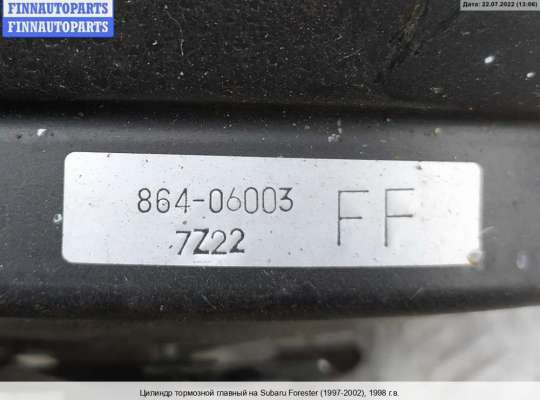 FINNAUTOPARTS
FINNAUTOPARTS
Дата: 22.07.2022 (13:06)
864-06003
7Z22
FF
Цилиндр тормозной главный на Subaru Forester (1997-2002), 1998 г.в.